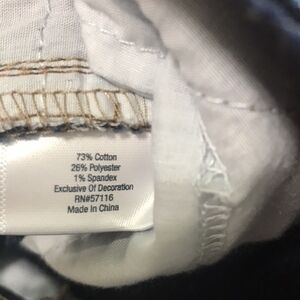 73% Cotton
26% Polyester
1% Spandex
Exclusive Of Decoration
RN#57116
Made In China